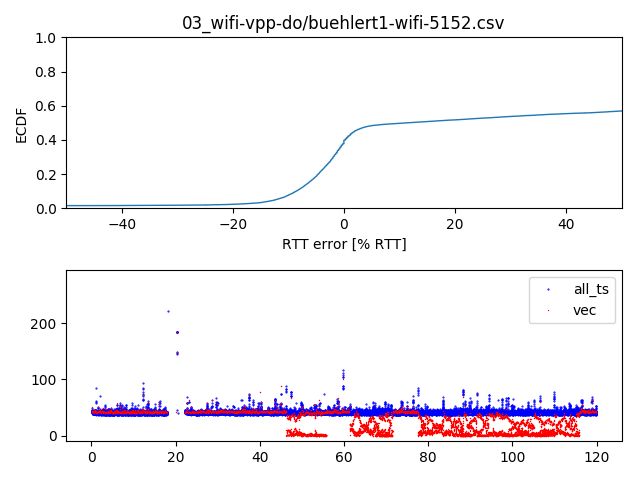 03_wifi-vpp-do/buehlert1-wifi-5152.csv
1.0
0.8
0.6
0.4
0.2
0.0
ECDF
−40 −20 0 20 40
RTT error [% RTT]
all_ts
vec
200
100
0
0 20 40 60 80 100 120